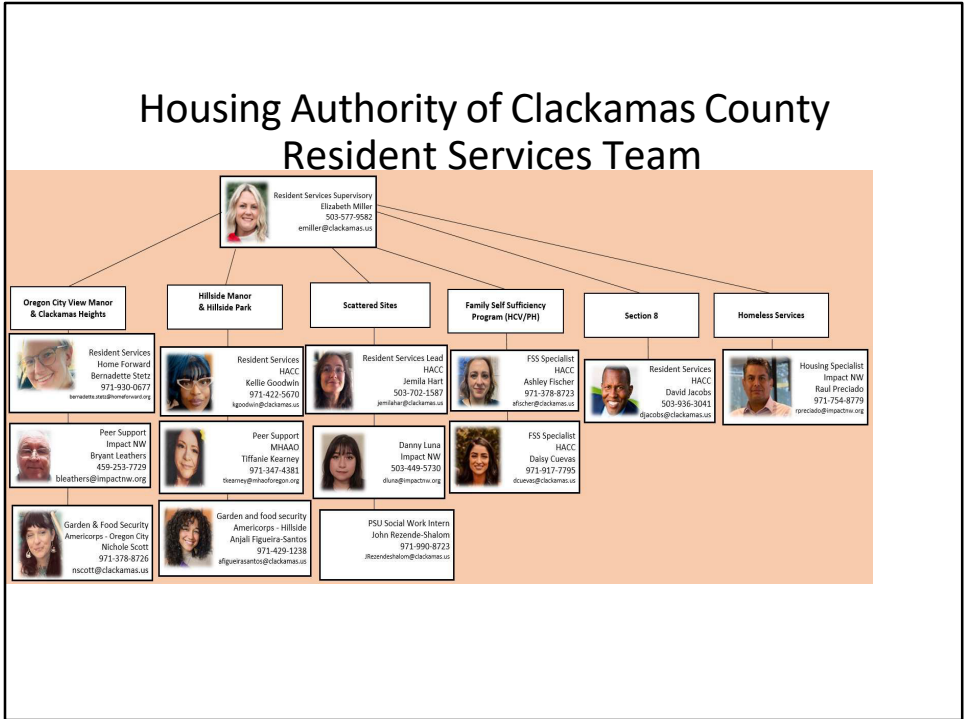 Housing Authority of Clackamas County
Resident Services Team
Resident Services Supervisory
Elizabeth Miller
503-577-9582
emiller@clackamas.us
Oregon City View Manor
& Clackamas Heights
Resident Services
Home Forward
Bernadette Stetz
971-930-0677
bernadette.stetz@homeforward.org
Peer Support
Impact NW
Bryant Leathers
459-253-7729
bleathers@impactnw.org
Garden & Food Security
Americorps - Oregon City
Nichole Scott
971-378-8726
nscott@clackamas.us
Hillside Manor
& Hillside Park
Resident Services
HACC
Kellie Goodwin
971-422-5670
kgoodwin@clackamas.us
Peer Support
MHAAO
Tiffanie Kearney
971-347-4381
tkearney@mhaoforegon.org
Garden and food security
Americorps - Hillside
Anjali Figueira-Santos
971-429-1238
afigueirasantos@clackamas.us
Scattered Sites
Resident Services Lead
HACC
Jemila Hart
503-702-1587
jemilahar@clackamas.us
Danny Luna
Impact NW
503-449-5730
dluna@impactnw.org
PSU Social Work Intern
John Rezende-Shalom
971-990-8723
JRezendeshalom@clackamas.us
Family Self Sufficiency
Program (HCV/PH)
FSS Specialist
HACC
Ashley Fischer
971-378-8723
afischer@clackamas.us
FSS Specialist
HACC
Daisy Cuevas
971-917-7795
dcuevas@clackamas.us
Section 8
Resident Services
HACC
David Jacobs
503-936-3041
djacobs@clackamas.us
Homeless Services
Housing Specialist
Impact NW
Raul Preciado
971-754-8779
rpreciado@impactnw.org